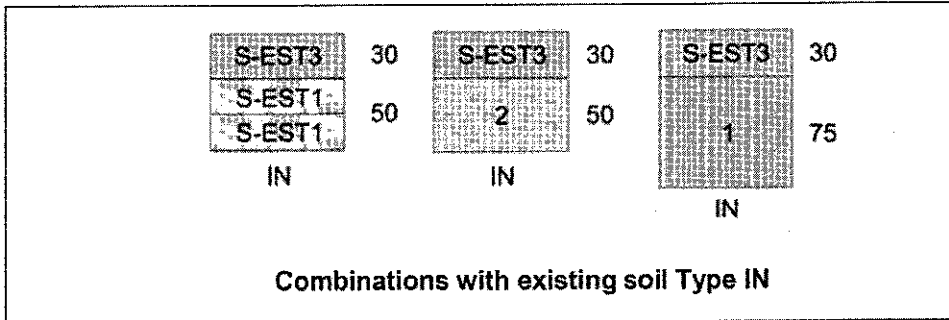 S-EST3 30 S-EST3 30 S-EST3 30
S-EST1
50 2 50 1 75
S-EST1
IN IN
IN
Combinations with existing soil Type IN